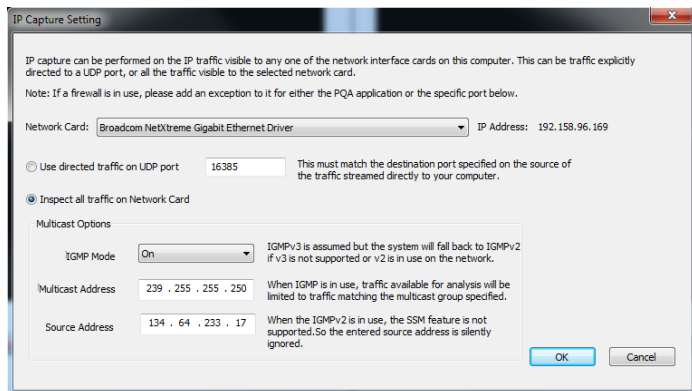 IP Capture Setting
IP capture can be performed on the IP traffic visible to any one of the network interface cards on this computer. This can be traffic explicitly
directed to a UDP port, or all the traffic visible to the selected network card.
Note: If a firewall is in use, please add an exception to it for either the PQA application or the specific port below.
Network Card: Broadcom NetXtreme Gigabit Ethernet Driver IP Address: 192.158.96.169
Use directed traffic on UDP port 16385 This must match the destination port specified on the source of
the traffic streamed directly to your computer.
Inspect all traffic on Network Card
Multicast Options
IGMP Mode On IGMPv3 is assumed but the system will fall back to IGMPv2
if v3 is not supported or v2 is in use on the network.
Multicast Address 239 . 255 . 255 . 250 When IGMP is in use, traffic available for analysis will be
limited to traffic matching the multicast group specified.
Source Address 134 . 64 . 233 . 17 When the IGMPv2 is in use, the SSM feature is not
supported.So the entered source address is silently
ignored.
OK Cancel